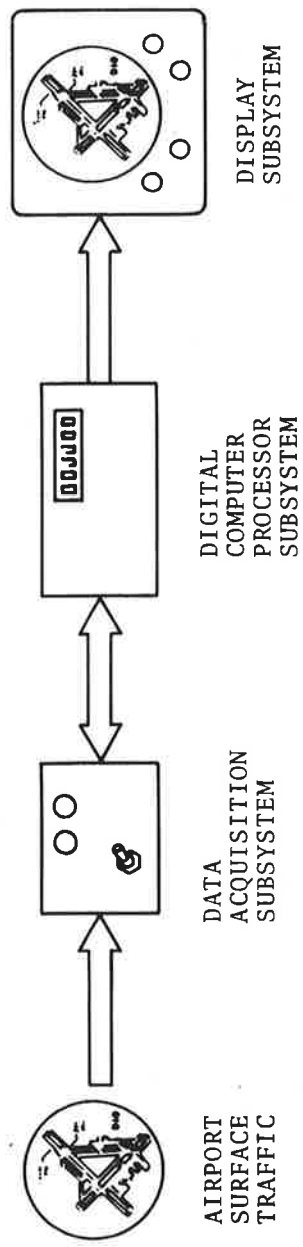 AIRPORT
SURFACE
TRAFFIC
DATA
ACQUISITION
SUBSYSTEM
DIGITAL
COMPUTER
PROCESSOR
SUBSYSTEM
DISPLAY
SUBSYSTEM